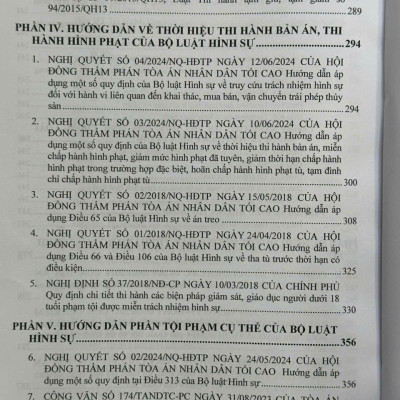 94/2015/QH13 289
PHẦN IV. HƯỚNG DẪN VỀ THỜI HIỆU THI HÀNH BẢN ÁN, THI
HÀNH HÌNH PHẠT CỦA BỘ LUẬT HÌNH SỰ 294
1. NGHỊ QUYẾT SỐ 04/2024/NQ-HĐTP NGÀY 12/06/2024 CỦA HỘI
ĐỒNG THẨM PHÁN TÒA ÁN NHÂN DÂN TỐI CAO Hướng dẫn áp
dụng một số quy định của Bộ luật Hình sự về truy cứu trách nhiệm hình sự
đối với hành vi liên quan đến khai thác, mua bán, vận chuyển trái phép thủy
sản 294
2. NGHỊ QUYẾT SỐ 03/2024/NQ-HĐTP NGÀY 10/06/2024 CỦA HỘI
ĐỒNG THẨM PHÁN TÒA ÁN NHÂN DÂN TỐI CAO Hướng dẫn áp
dụng một số quy định của Bộ luật Hình sự về thời hiệu thi hành bản án, miễn
chấp hành hình phạt, giảm mức hình phạt đã tuyên, giảm thời hạn chấp hành
hình phạt trong trường hợp đặc biệt, hoãn chấp hành hình phạt tù, tạm đình
chỉ chấp hành hình phạt tù 300
3. NGHỊ QUYẾT SỐ 02/2018/NQ-HĐTP NGÀY 15/05/2018 CỦA HỘI
ĐỒNG THẨM PHÁN TÒA ÁN NHÂN DÂN TỐI CAO Hướng dẫn áp
dụng Điều 65 của Bộ luật Hình sự về án treo 308
4. NGHỊ QUYẾT SỐ 01/2018/NQ-HĐTP NGÀY 24/04/2018 CỦA HỘI
ĐỒNG THẨM PHÁN TÒA ÁN NHÂN DÂN TỐI CAO Hướng dẫn áp
dụng Điều 66 và Điều 106 của Bộ luật Hình sự về tha tù trước thời hạn có
điều kiện 325
5. NGHỊ ĐỊNH SỐ 37/2018/NĐ-CP NGÀY 10/03/2018 CỦA CHÍNH PHỦ
Quy định chi tiết thi hành các biện pháp giám sát, giáo dục người dưới 18
tuổi phạm tội được miễn trách nhiệm hình sự 330
PHẦN V. HƯỚNG DẪN PHẦN TỘI PHẠM CỤ THỂ CỦA BỘ LUẬT
HÌNH SỰ 356
6. NGHỊ QUYẾT SỐ 02/2024/NQ-HĐTP NGÀY 24/05/2024 CỦA HỘI
ĐỒNG THẨM PHÁN TÒA ÁN NHÂN DÂN TỐI CAO Hướng dẫn áp
dụng một số quy định tại Điều 313 của Bộ luật Hình sự 356
7. CÔNG VĂN SỐ 174/TANDTC-PC NGÀY 31/08/2023 CỦA TÒA ÁN